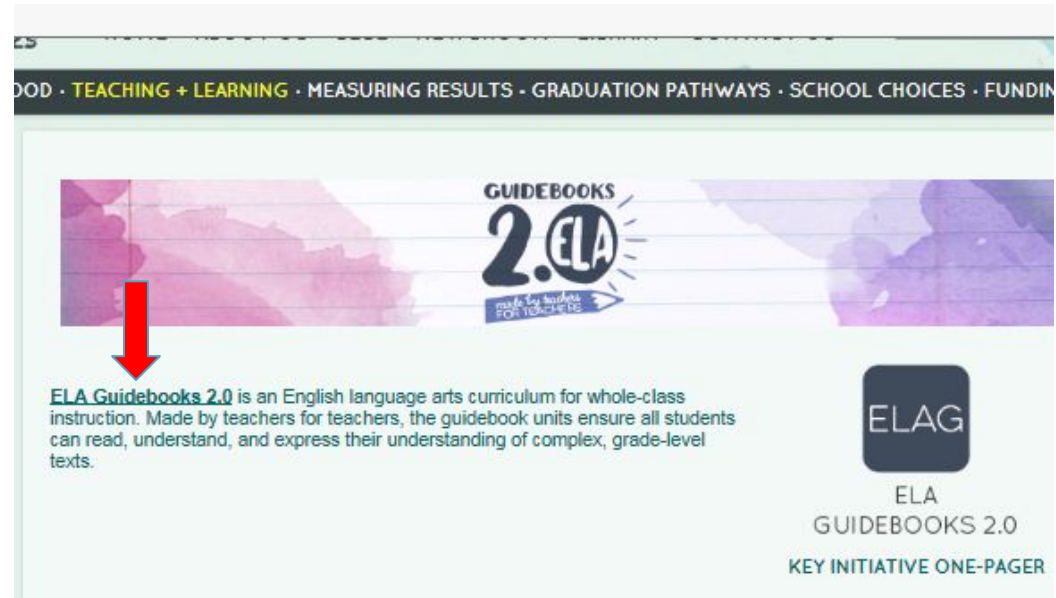 TEACHING + LEARNING · MEASURING RESULTS · GRADUATION PATHWAYS · SCHOOL CHOICES ·
GUIDEBOOKS
2.0 ELA
made by teachers
FOR TEACHERS
ELA Guidebooks 2.0 is an English language arts curriculum for whole-class
instruction. Made by teachers for teachers, the guidebook units ensure all students
can read, understand, and express their understanding of complex, grade-level
texts.
ELAG
ELA
GUIDEBOOKS 2.0
KEY INITIATIVE ONE-PAGER